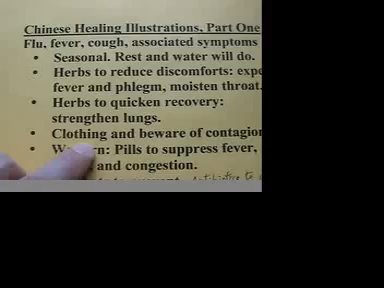 Chinese Healing Illustrations, Part One
Flu, fever, cough, associated symptoms
• Seasonal. Rest and water will do.
• Herbs to reduce discomforts:
fever and phlegm, moisten throat.
• Herbs to quicken recovery:
strengthen lungs.
• Clothing and beware of contagion
• Pills to suppress fever,
and congestion.